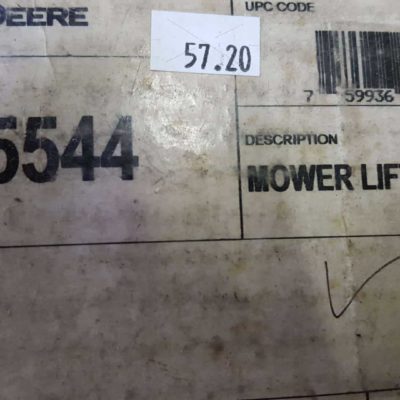 DEERE
57.20
UPC CODE
7 59936
5544
DESCRIPTION
MOWER LIF